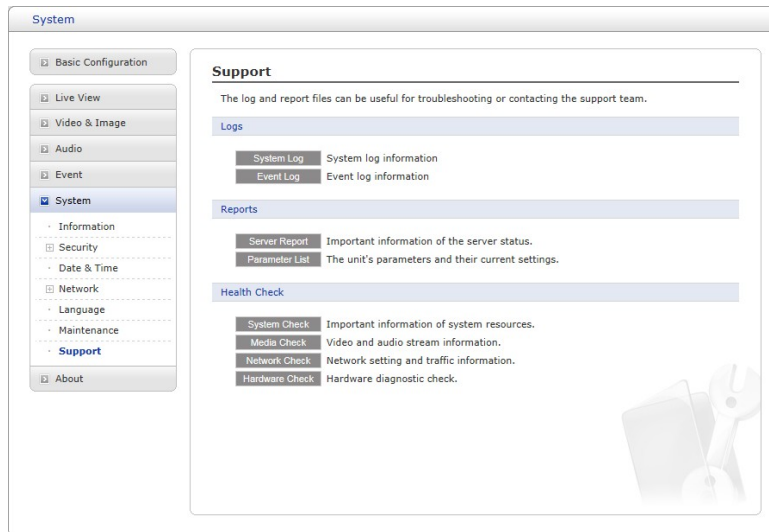 System
Basic Configuration
Live View
Video & Image
Audio
Event
System
Information
Security
Date & Time
Network
Language
Maintenance
Support
About
Support
The log and report files can be useful for troubleshooting or contacting the support team.
Logs
System Log System log information
Event Log Event log information
Reports
Server Report Important information of the server status.
Parameter List The unit's parameters and their current settings.
Health Check
System Check Important information of system resources.
Media Check Video and audio stream information.
Network Check Network setting and traffic information.
Hardware Check Hardware diagnostic check.